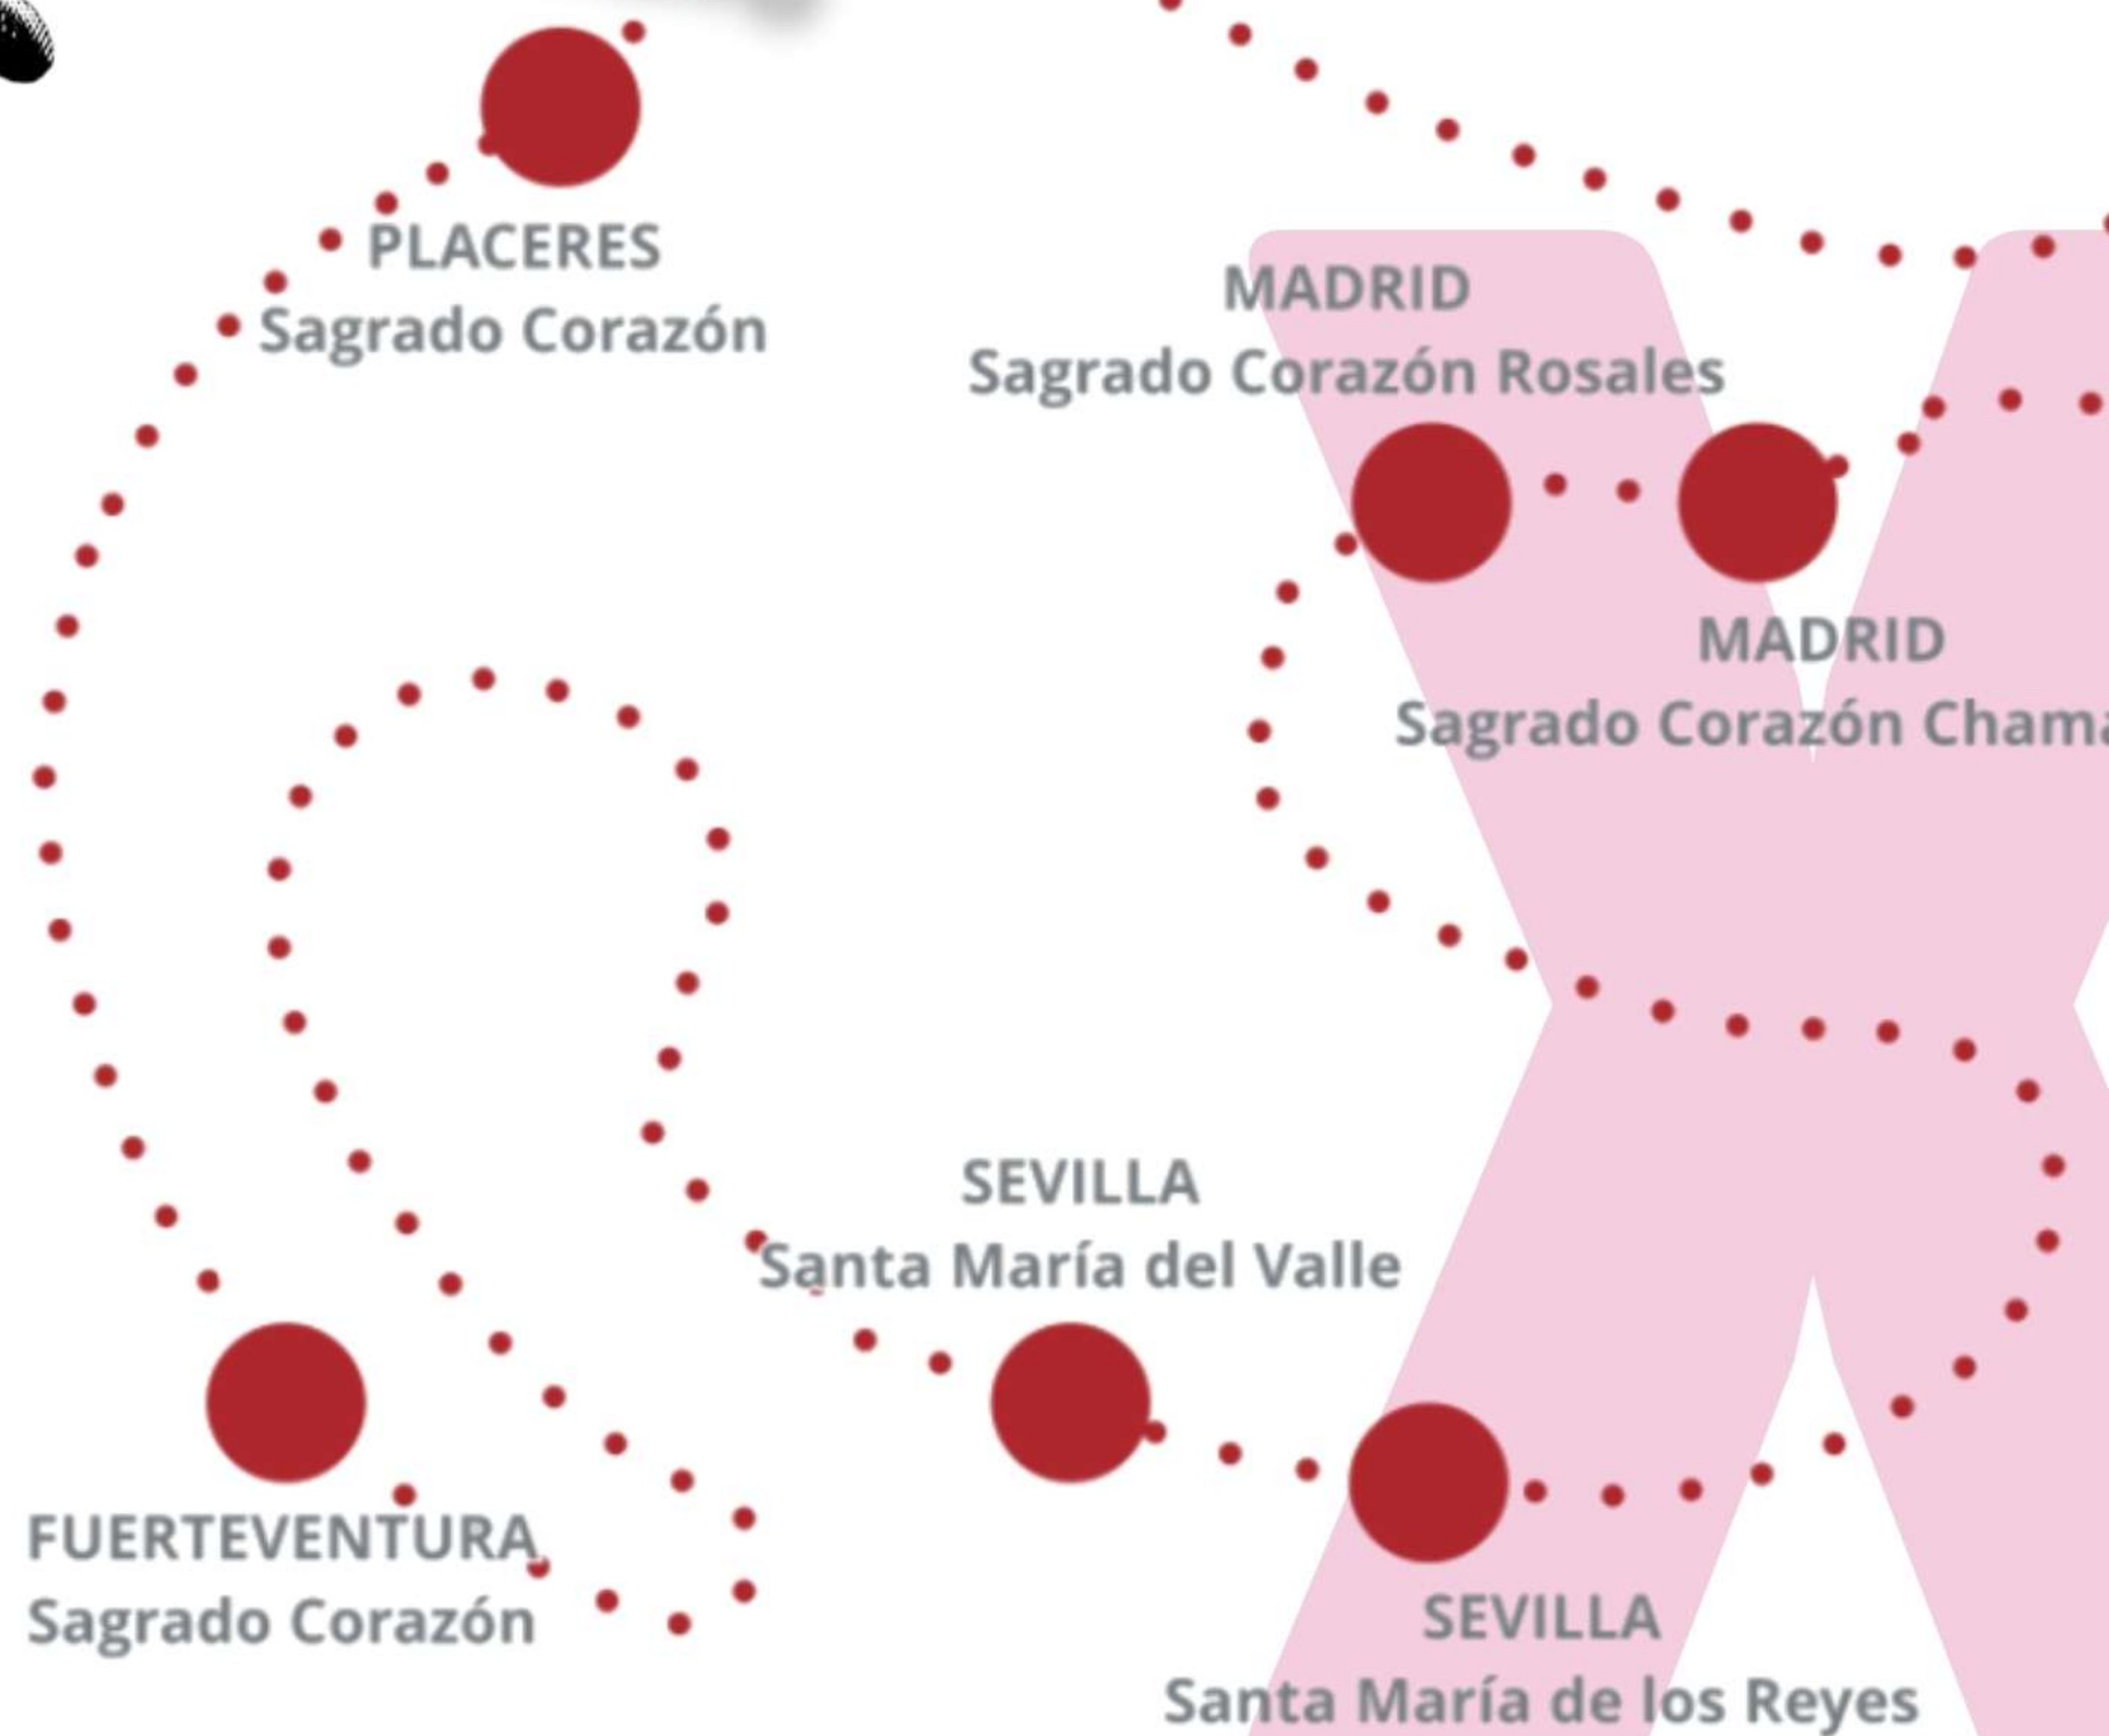 PLACERES
Sagrado Corazón
MADRID
Sagrado Corazón Rosales
MADRID
Sagrado Corazón
SEVILLA
Santa María del Valle
FUERTEVENTURA
Sagrado Corazón
SEVILLA
Santa María de los Reyes